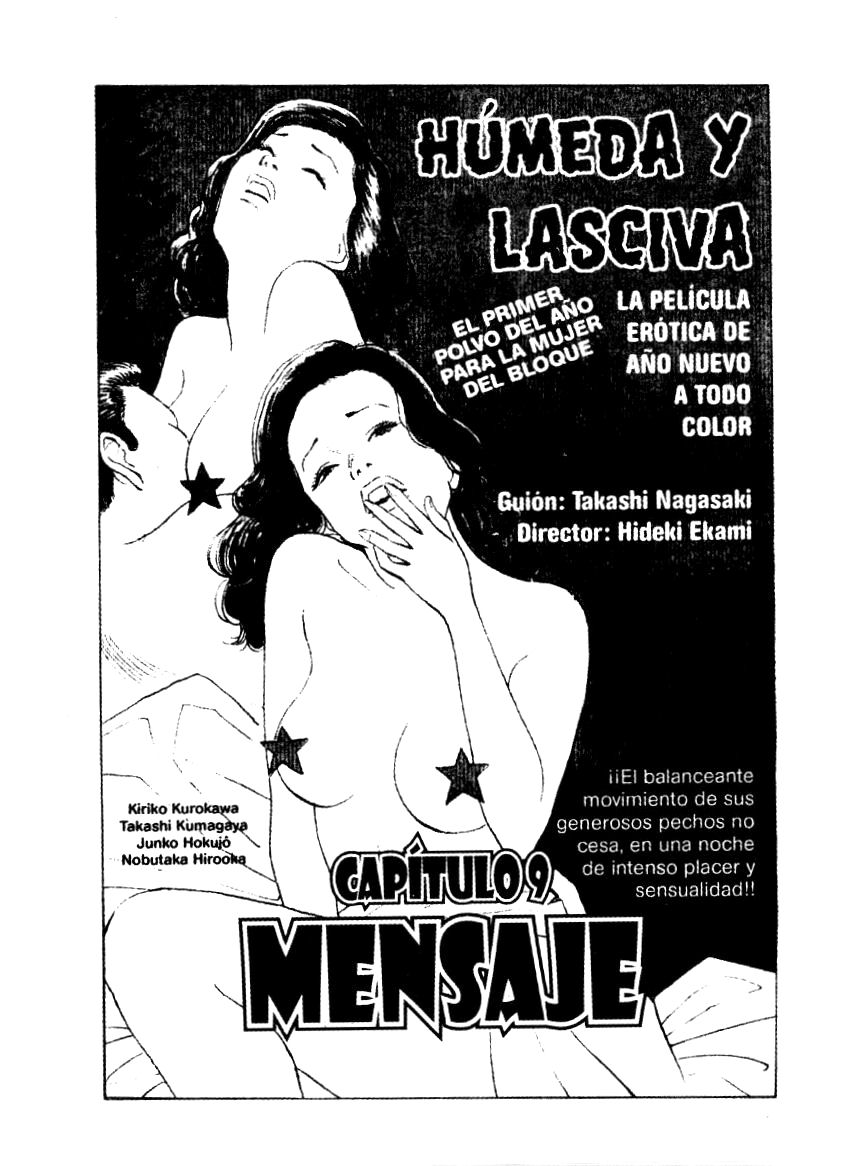 HÚMEDA Y
LASCIVA
EL PRIMER
POLVO DEL AÑO
PARA LA MUJER
DEL BLOQUE
LA PELÍCULA
ERÓTICA DE
AÑO NUEVO
A TODO
COLOR
Guión: Takashi Nagasaki
Director: Hideki Ekami
¡¡El balanceante
movimiento de sus
generosos pechos no
cesa, en una noche
de intenso placer y
sensualidad!!
Kiriko Kurokawa
Takashi Kumagaya
Junko Hokujô
Nobutaka Hirooka
CAPÍTULO 9
MENSAJE